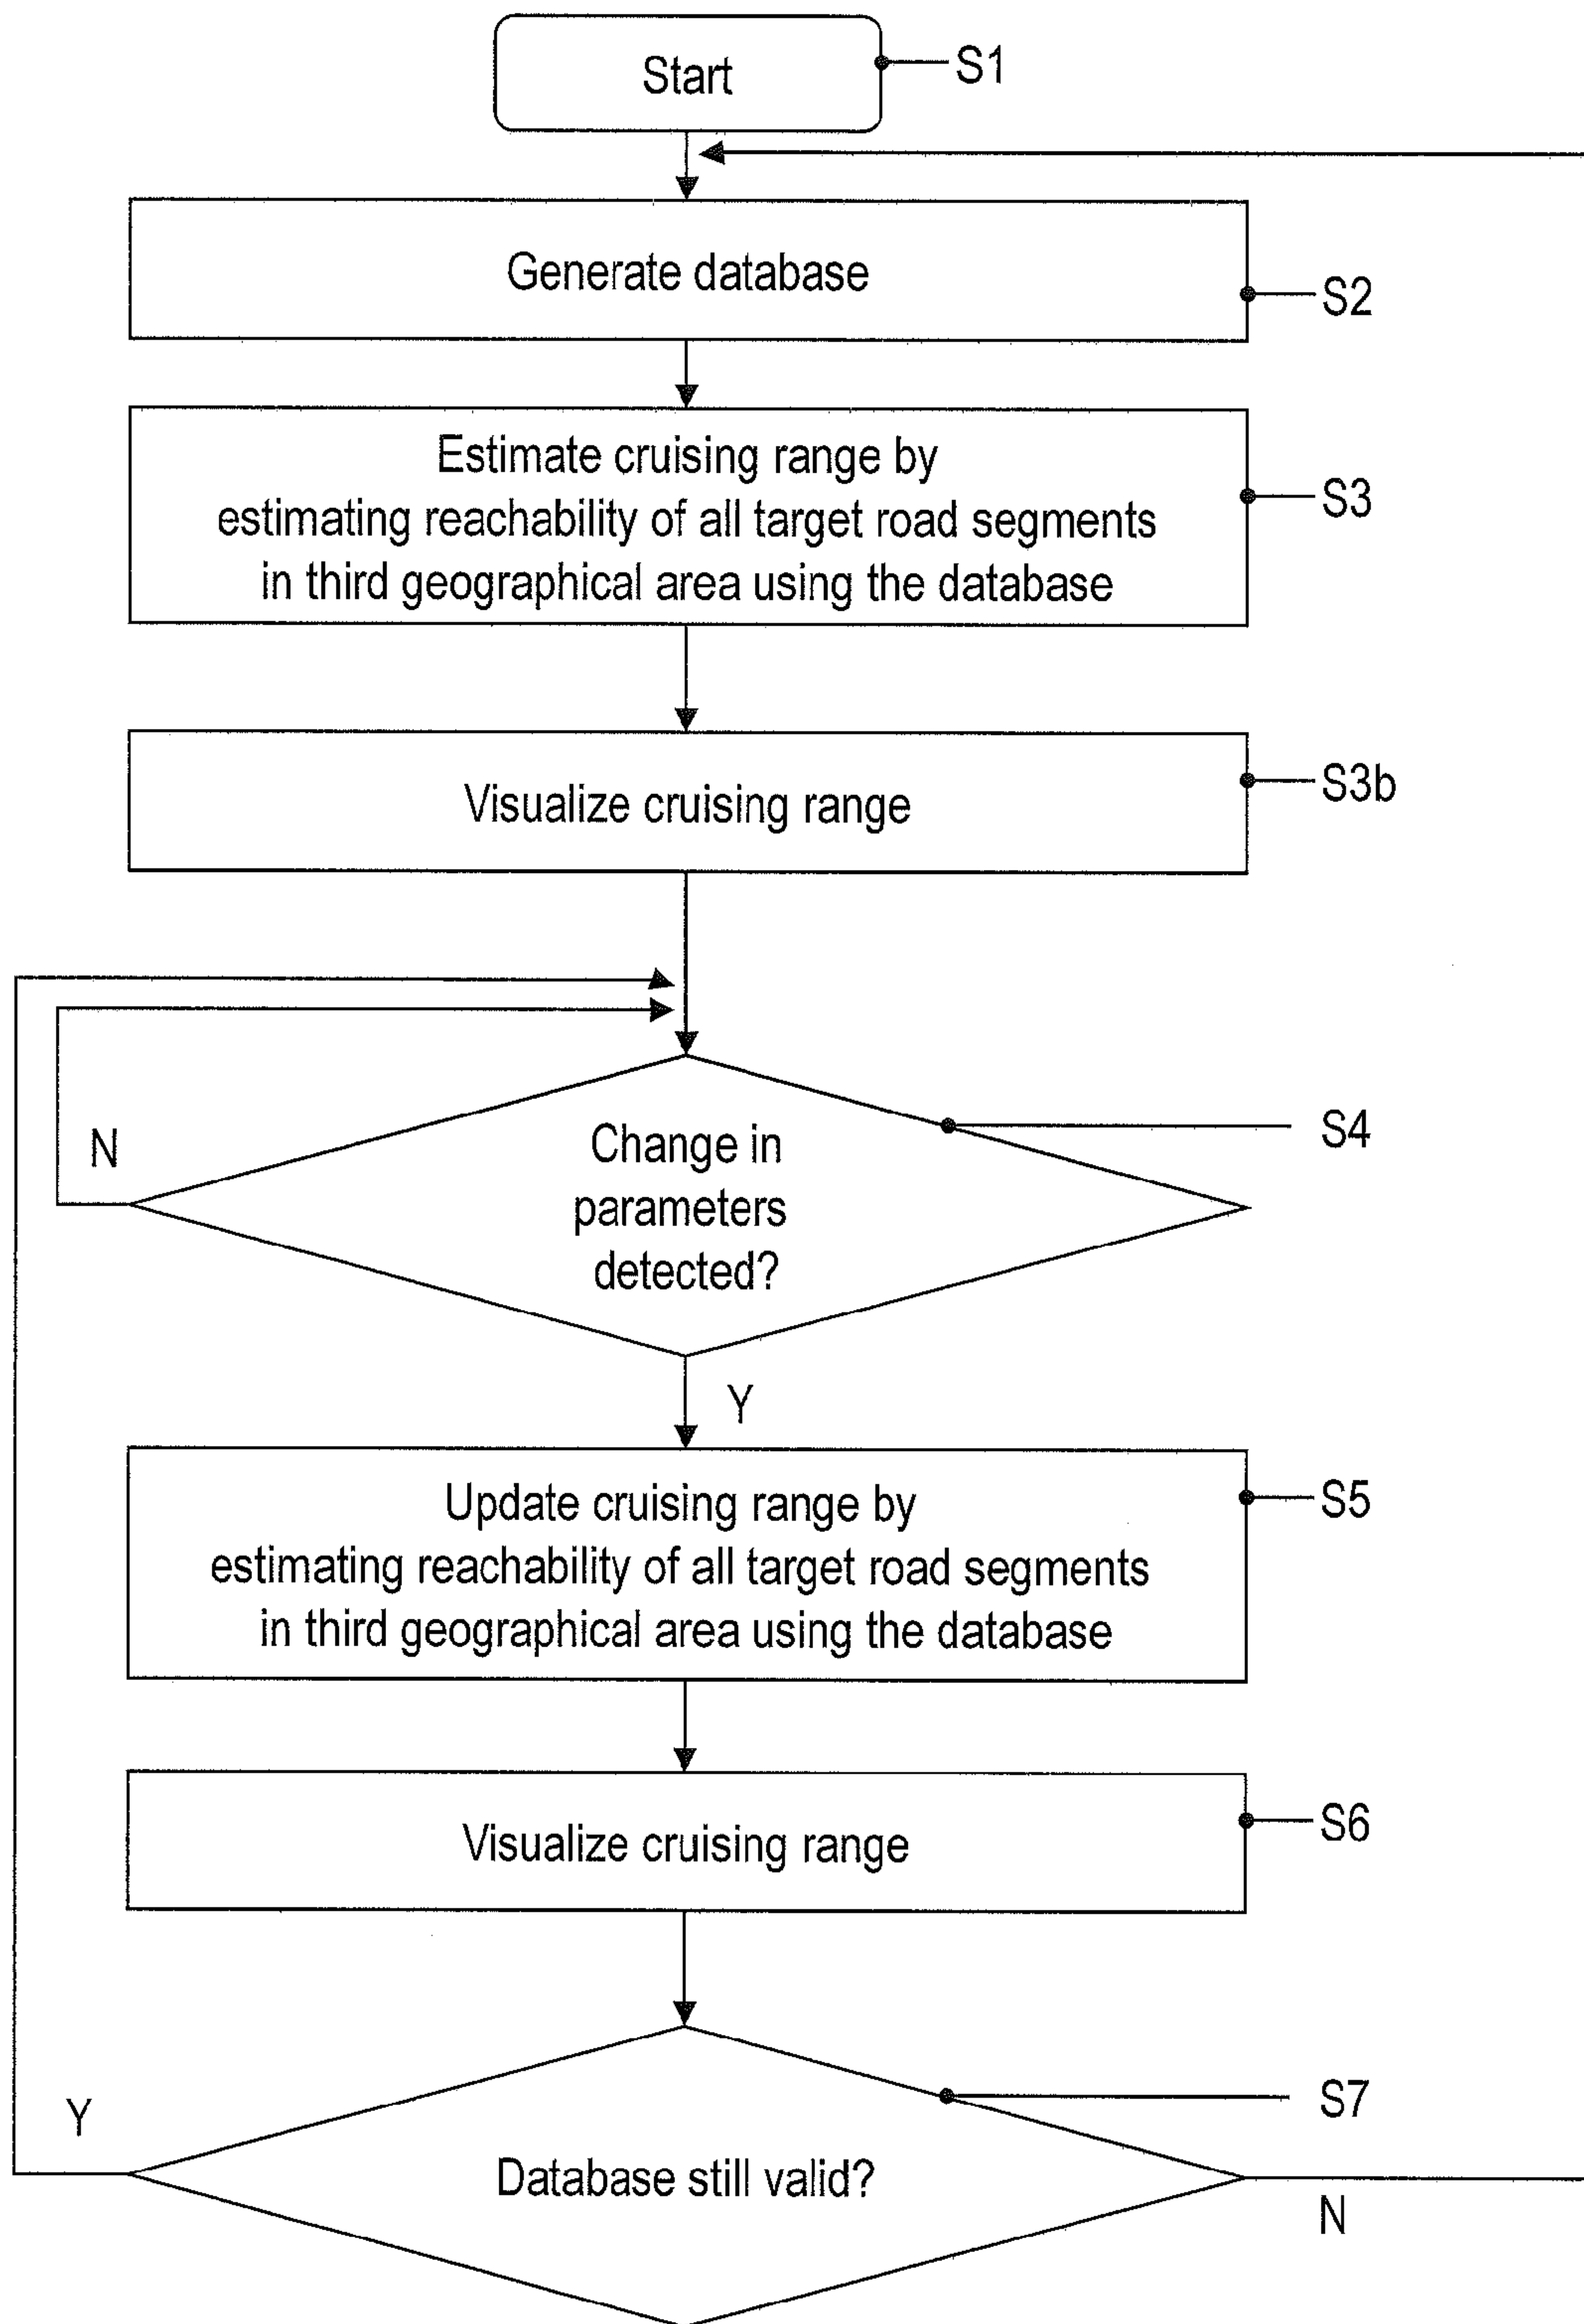 Start
S1
Generate database
S2
Estimate cruising range by
estimating reachability of all target road segments
in third geographical area using the database
S3
Visualize cruising range
S3b
Change in
parameters
detected?
S4
N
Y
Update cruising range by
estimating reachability of all target road segments
in third geographical area using the database
S5
Visualize cruising range
S6
Database still valid?
S7
Y
N